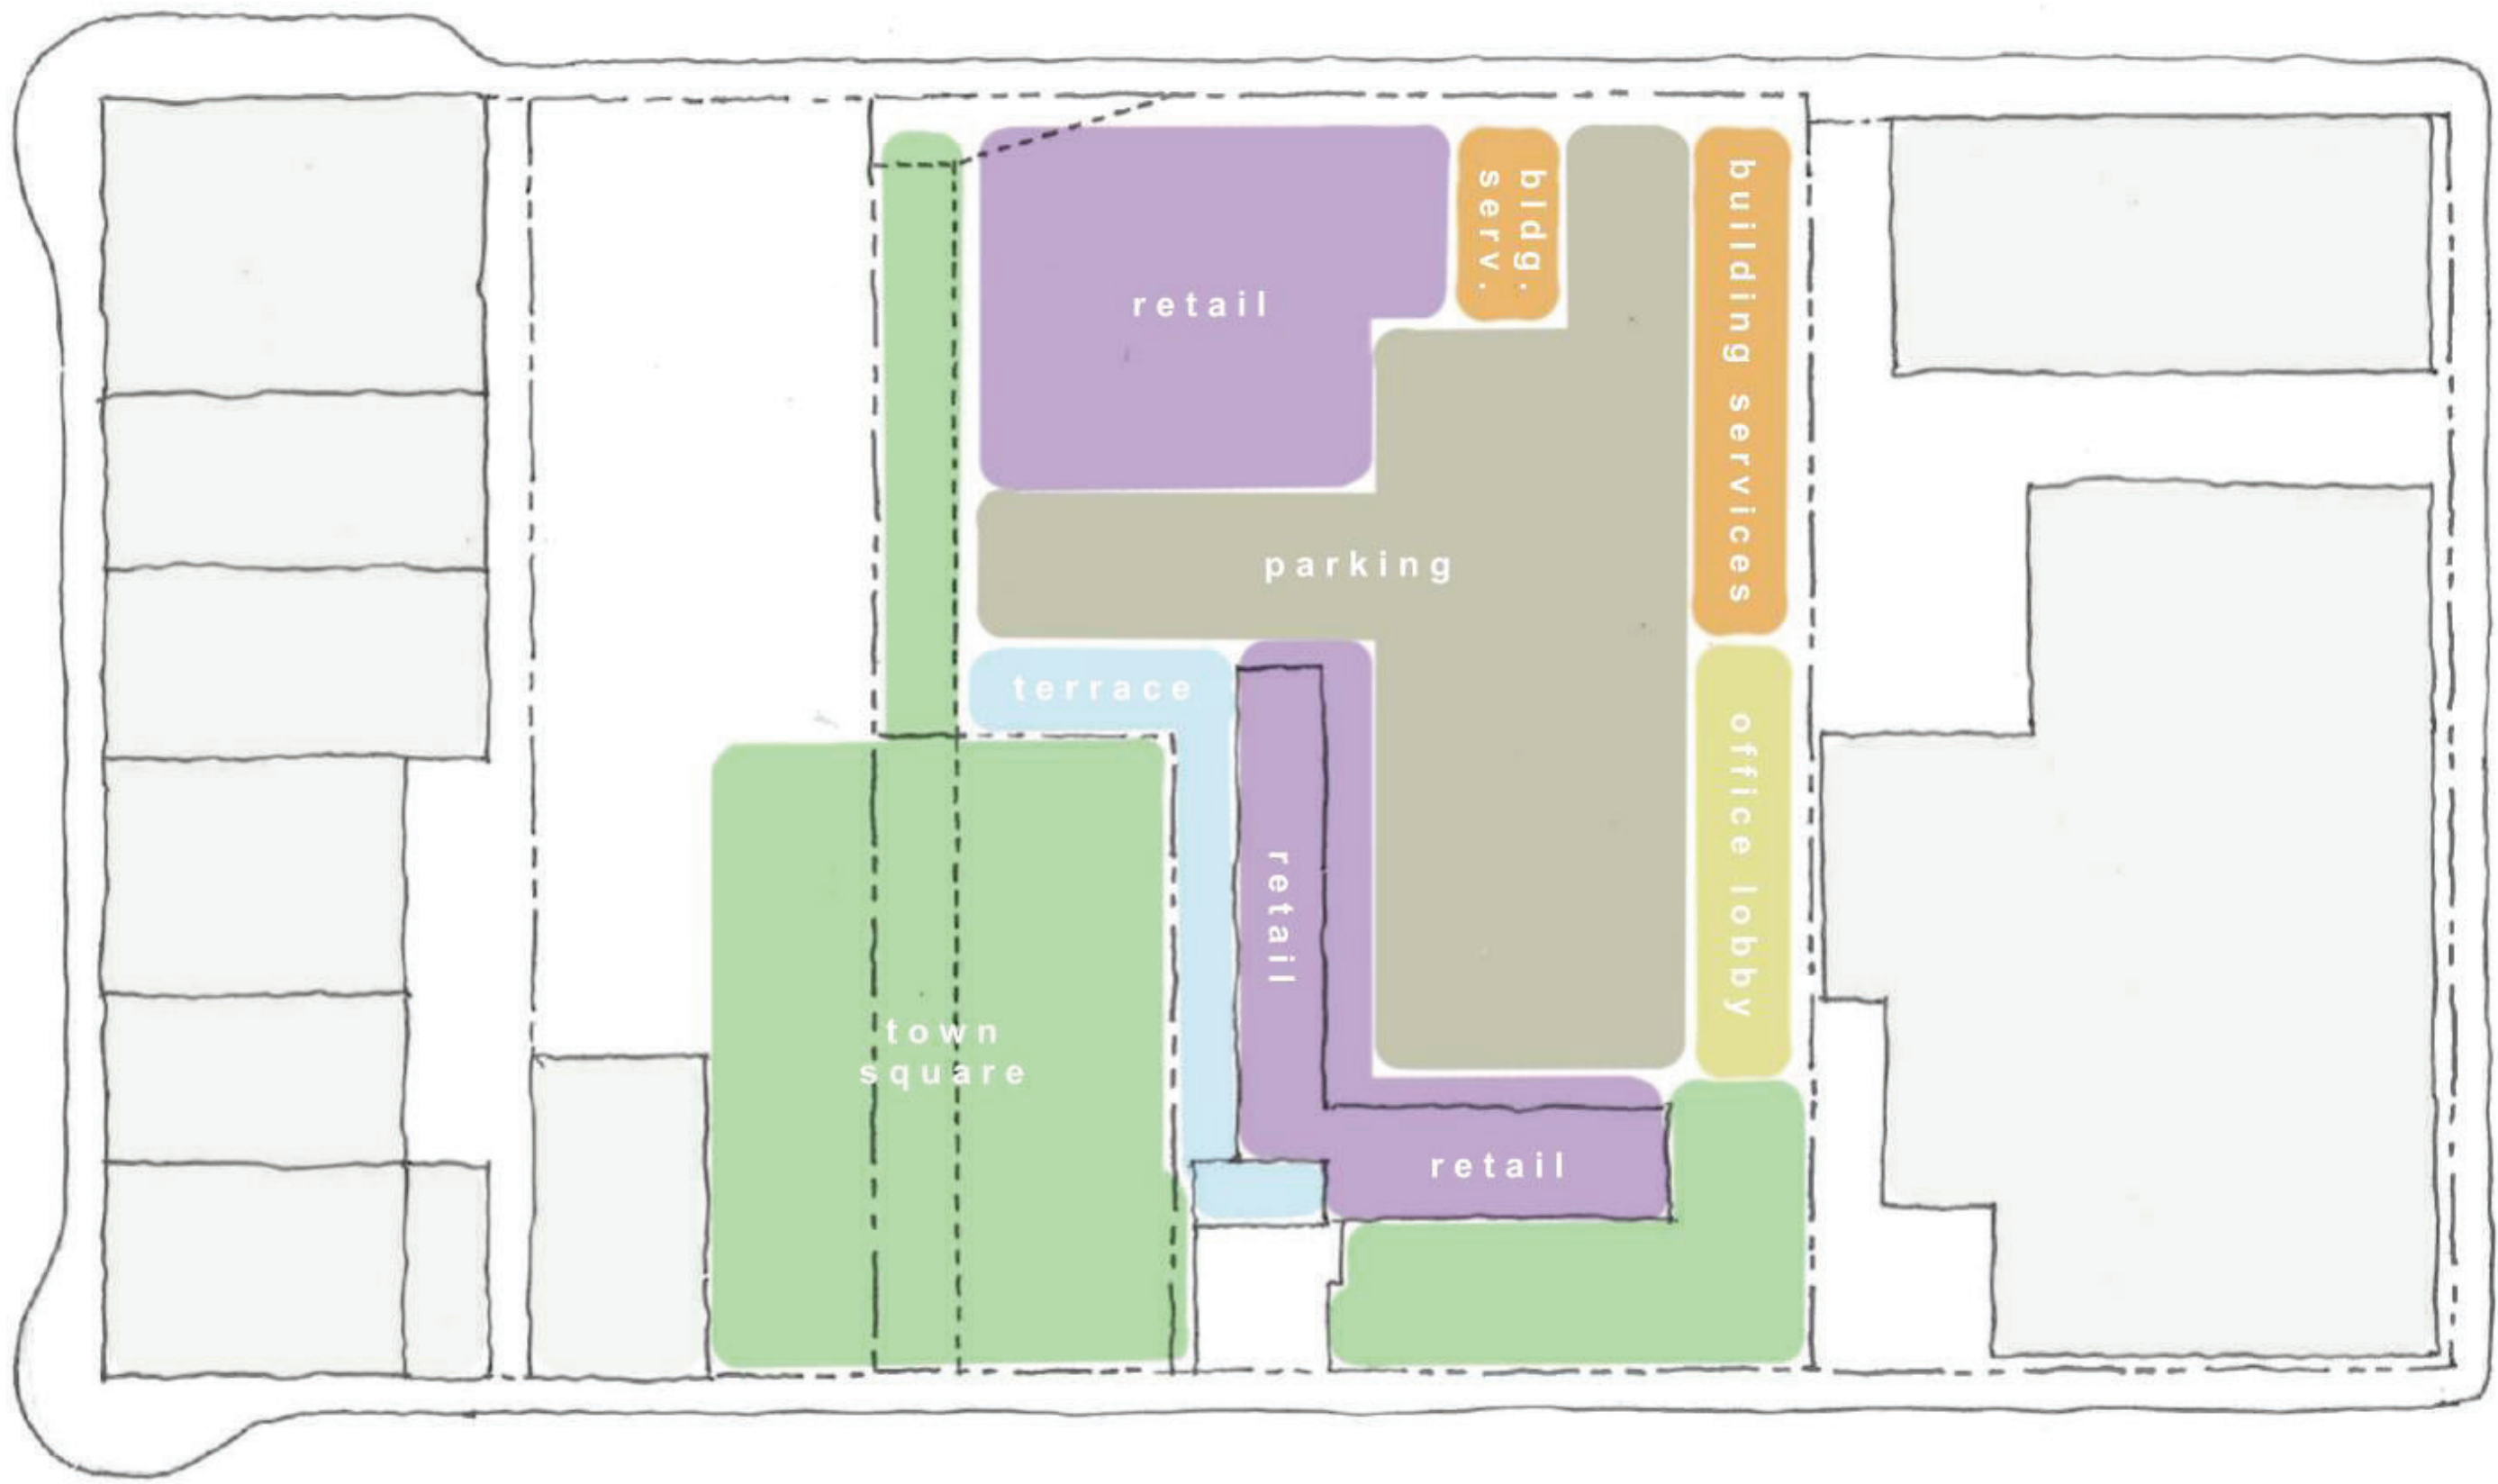 retail
bldg.
serv.
building services
parking
terrace
office lobby
retail
town
square
retail